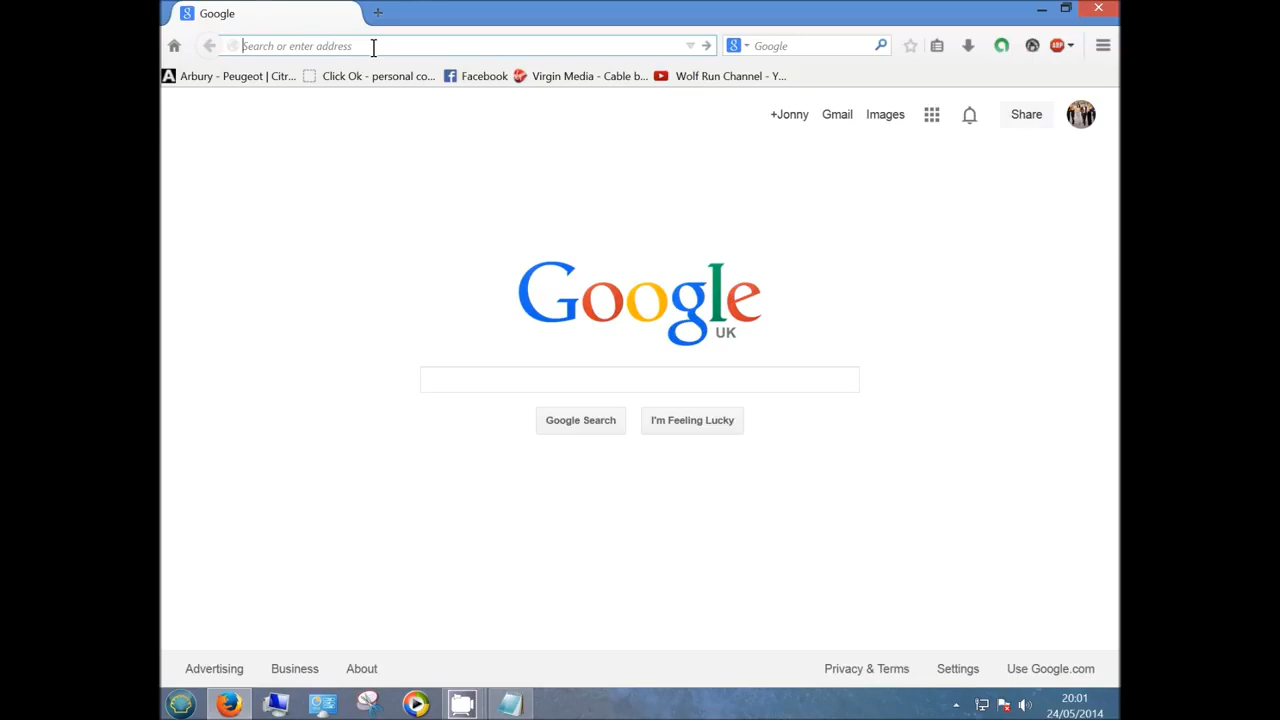 Google
Search or enter address
Google
Arbury - Peugeot | Citr...
Click Ok - personal co...
Facebook
Virgin Media - Cable b...
Wolf Run Channel - Y...
+Jonny
Gmail
Images
Share
Google
UK
Google Search
I'm Feeling Lucky
Advertising
Business
About
Privacy & Terms
Settings
Use Google.com
20:01
24/05/2014